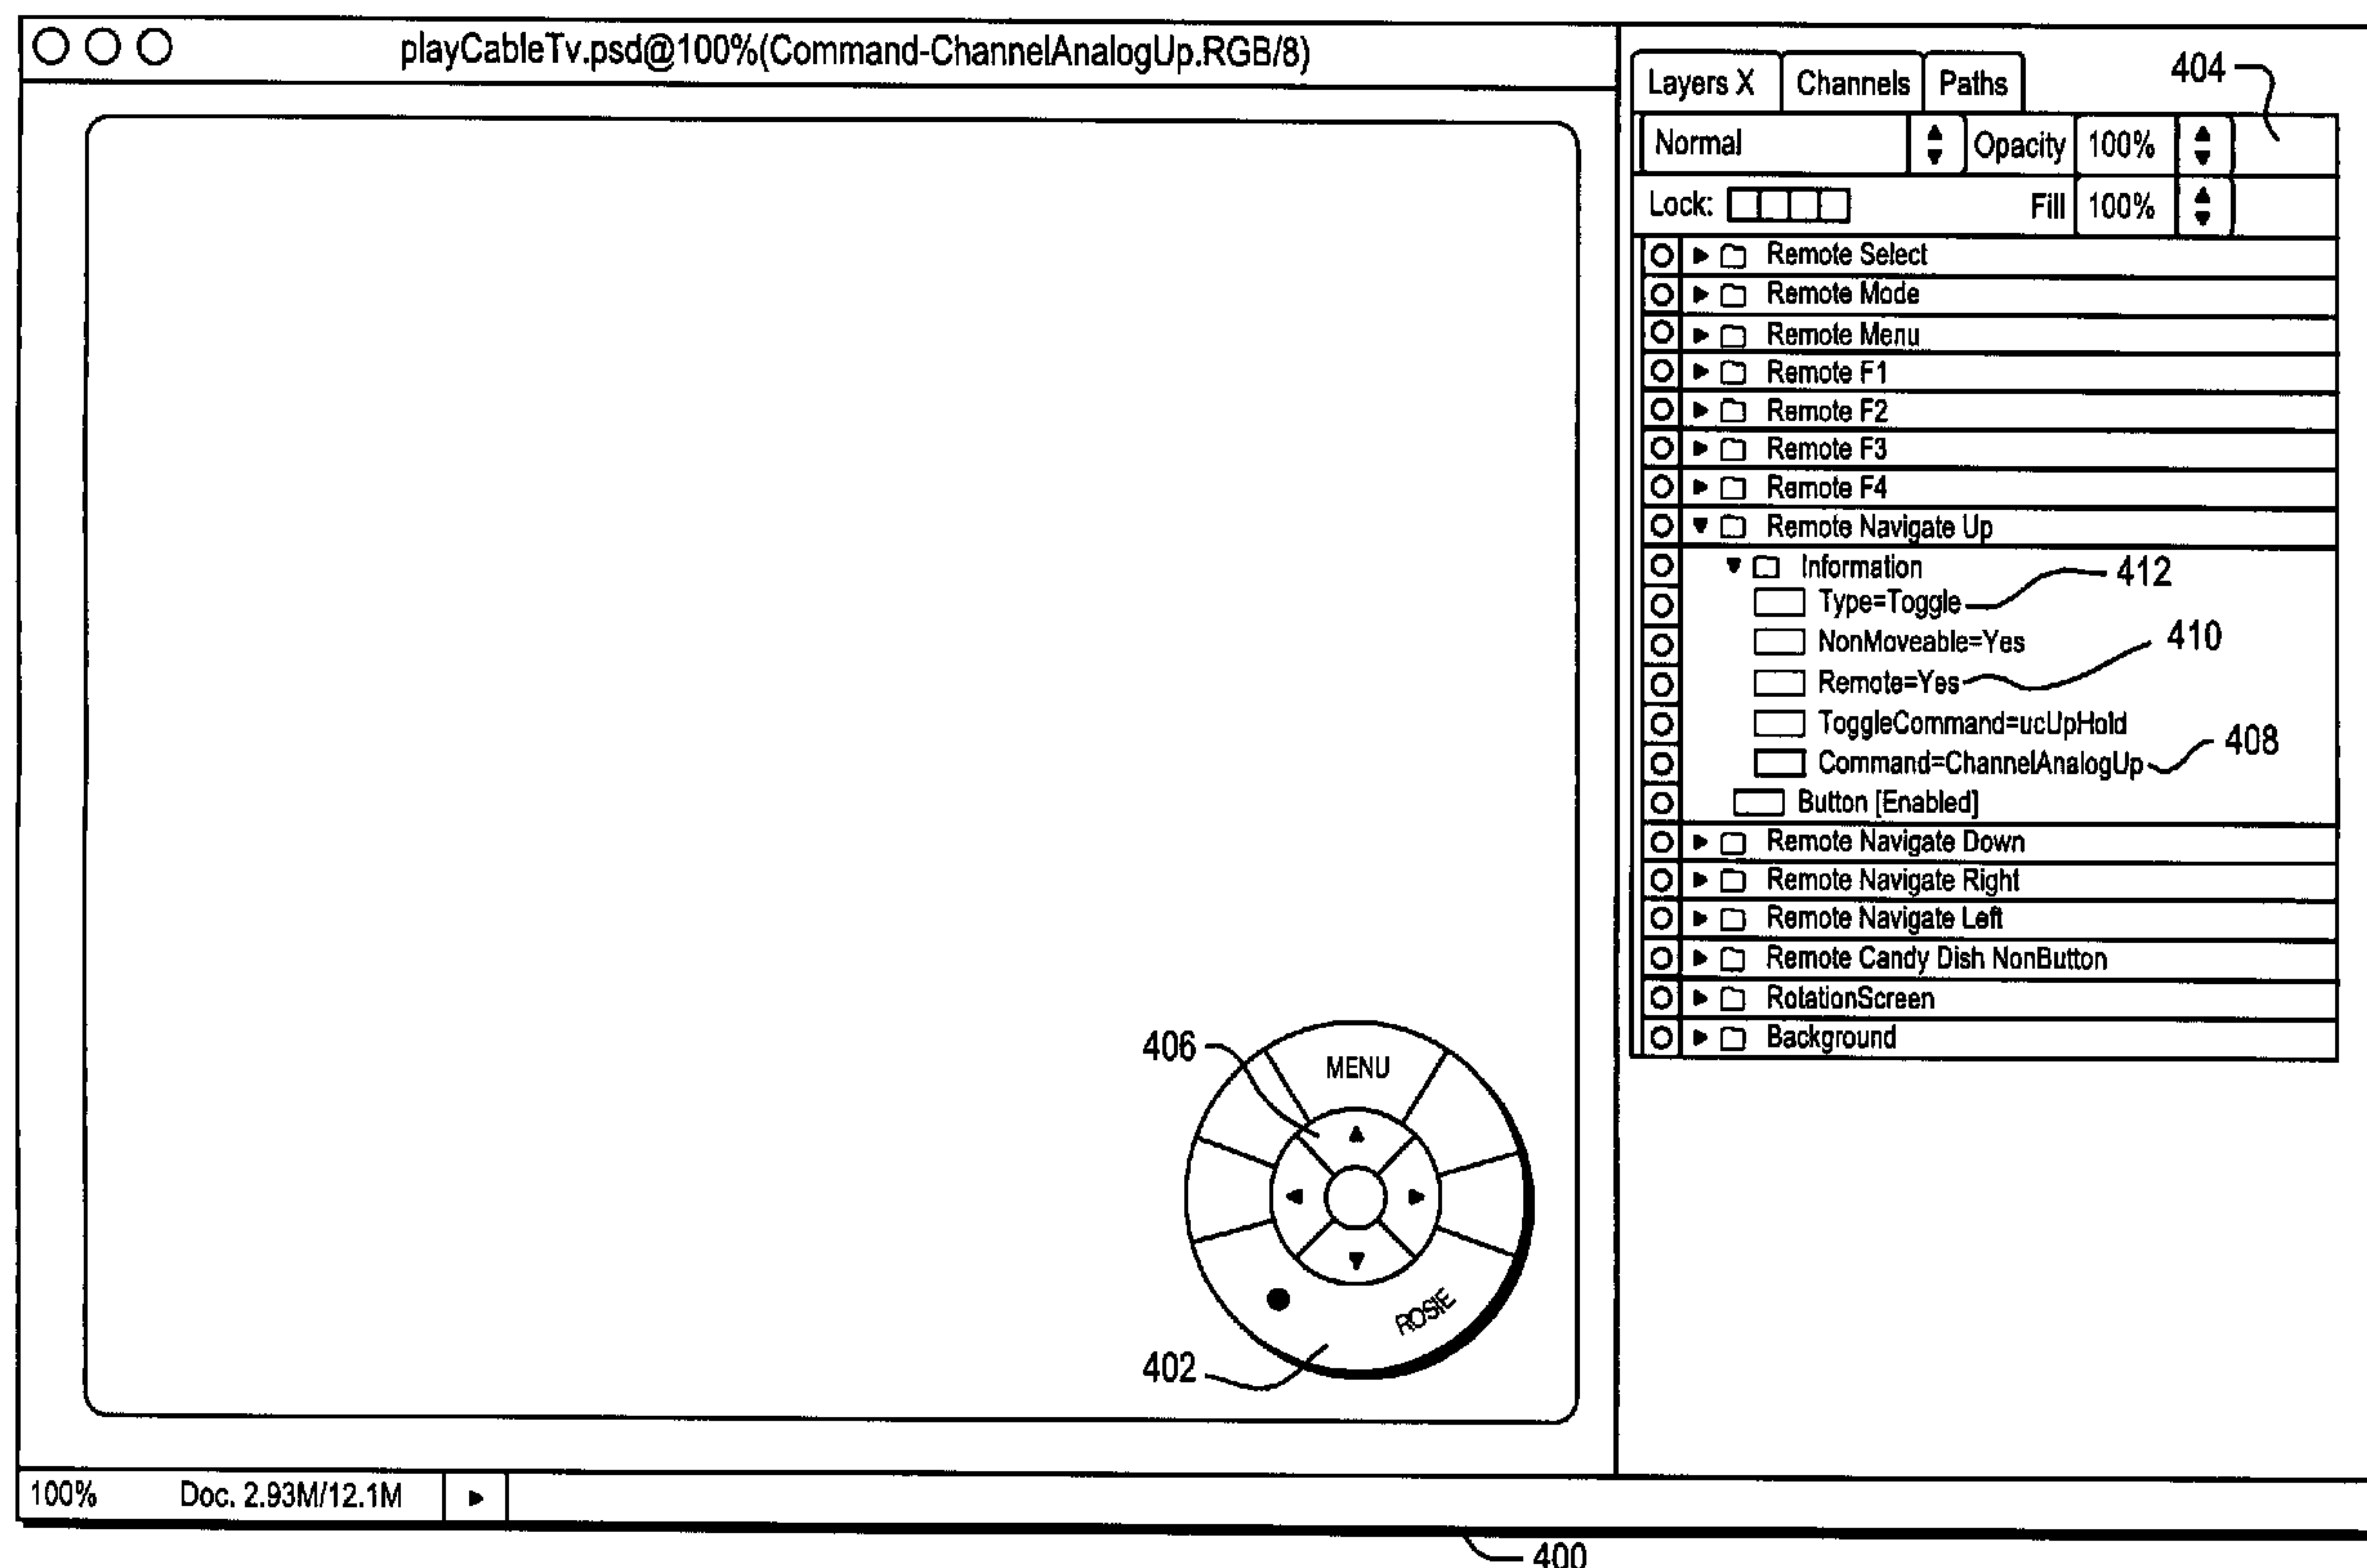 playCableTv.psd@100%(Command-ChannelAnalogUp.RGB/8)
Layers X Channels Paths
404
Normal Opacity 100%
Lock: Fill 100%
Remote Select
Remote Mode
Remote Menu
Remote F1
Remote F2
Remote F3
Remote F4
Remote Navigate Up
Information
412
Type=Toggle
NonMoveable=Yes
410
Remote=Yes
ToggleCommand=ucUpHold
408
Command=ChannelAnalogUp
Button [Enabled]
Remote Navigate Down
Remote Navigate Right
Remote Navigate Left
Remote Candy Dish NonButton
RotationScreen
Background
406
MENU
ROSIE
402
100% Doc. 2.93M/12.1M
400